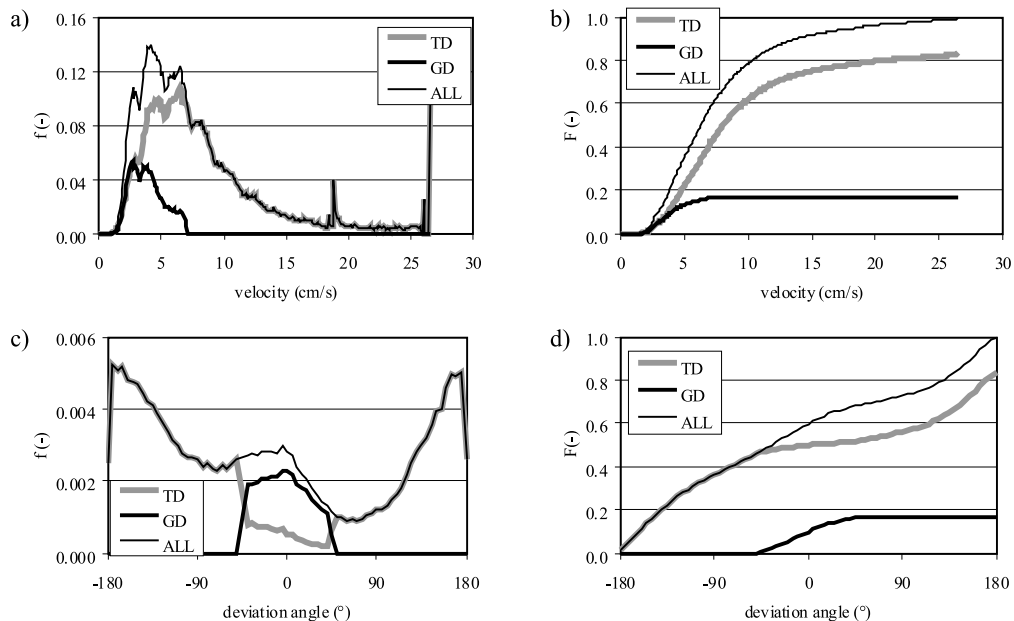 a)
0.16
0.12
0.08
0.04
0.00
f (-)
TD
GD
ALL
0 5 10 15 20 25 30
velocity (cm/s)
b)
1.0
0.8
0.6
0.4
0.2
0.0
F (-)
TD
GD
ALL
0 5 10 15 20 25 30
velocity (cm/s)
c)
0.006
0.004
0.002
0.000
f (-)
TD
GD
ALL
-180 -90 0 90 180
deviation angle (°)
d)
1.0
0.8
0.6
0.4
0.2
0.0
F(-)
TD
GD
ALL
-180 -90 0 90 180
deviation angle (°)